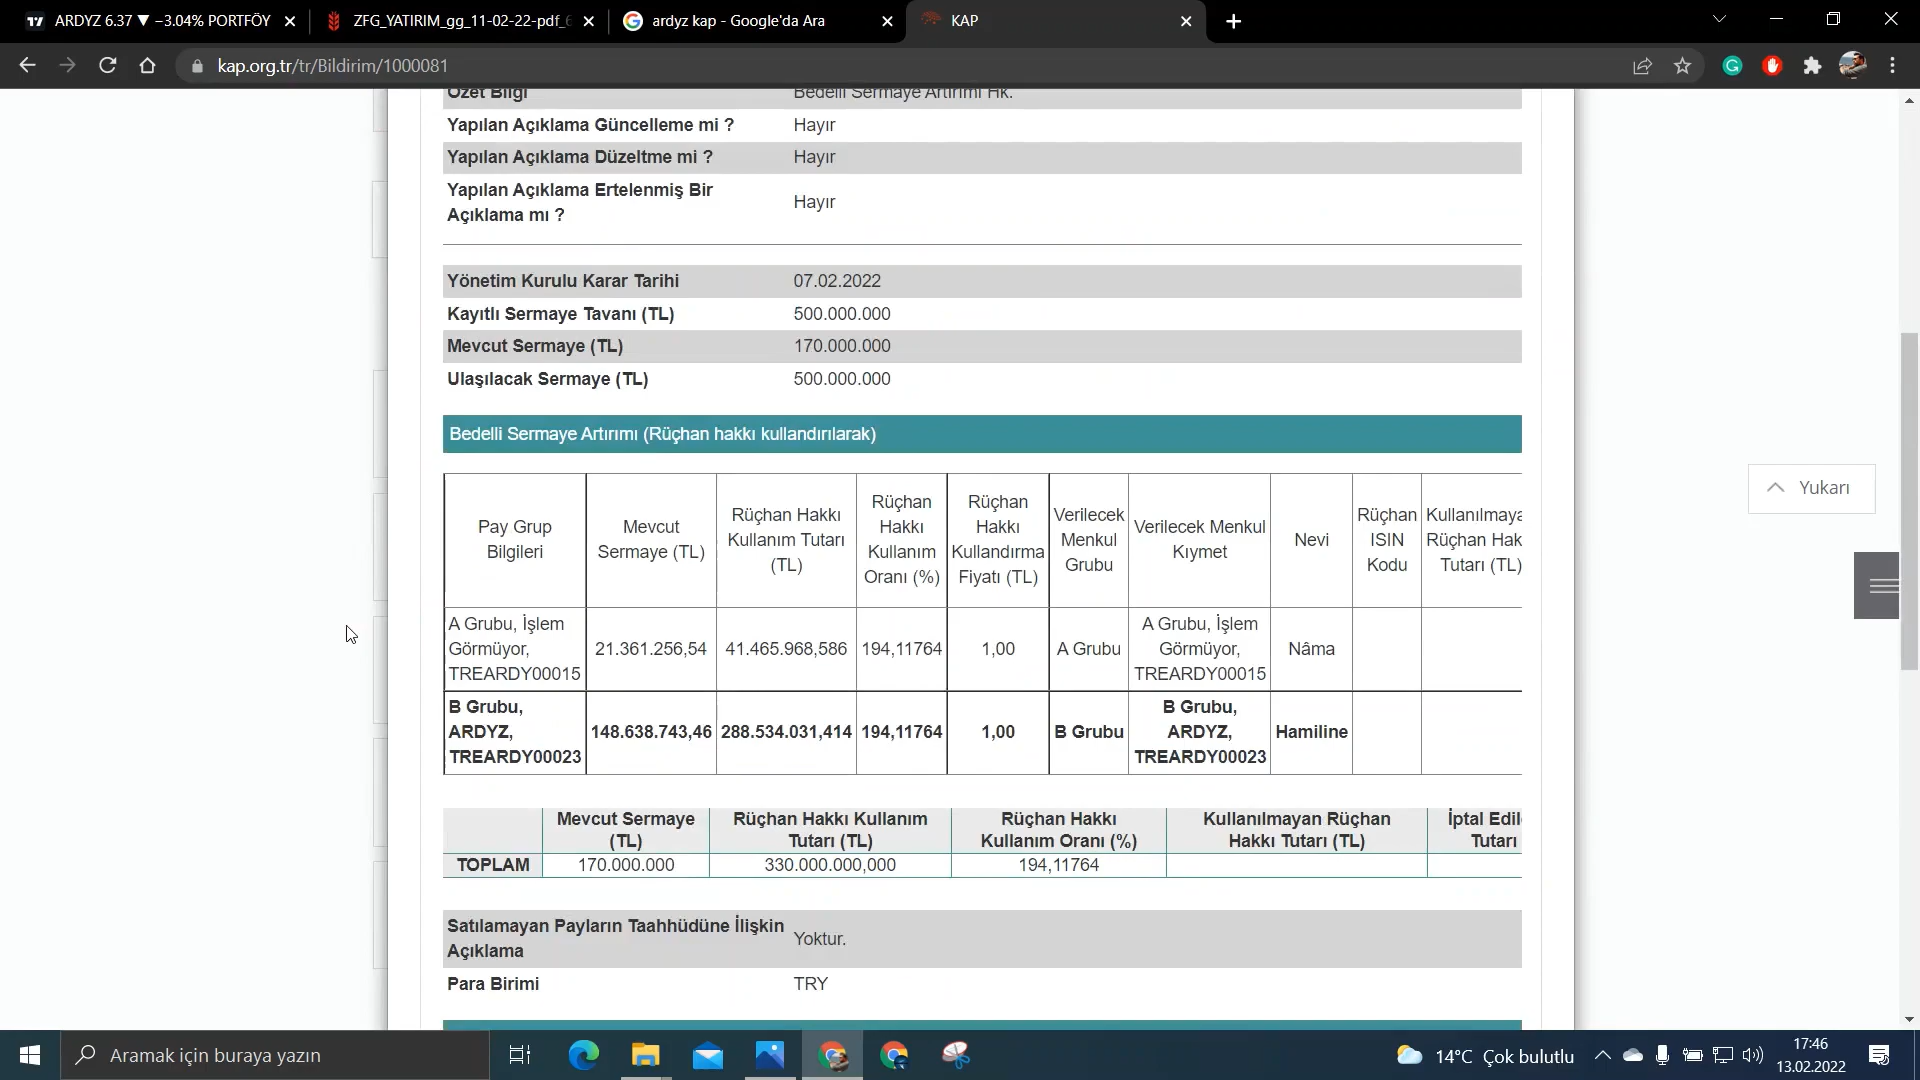 ARDYZ 6.37 ▼ −3.04% PORTFÖY
ZFG_YATIRIM_gg_11-02-22-pdf_6
ardyz kap - Google'da Ara
KAP
kap.org.tr/tr/Bildirim/1000081
Özet Bilgi Bedelli Sermaye Artırımı Hk.
Yapılan Açıklama Güncelleme mi ? Hayır
Yapılan Açıklama Düzeltme mi ? Hayır
Yapılan Açıklama Ertelenmiş Bir
Açıklama mı ?
Hayır
Yönetim Kurulu Karar Tarihi 07.02.2022
Kayıtlı Sermaye Tavanı (TL) 500.000.000
Mevcut Sermaye (TL) 170.000.000
Ulaşılacak Sermaye (TL) 500.000.000
Bedelli Sermaye Artırımı (Rüçhan hakkı kullandırılarak)
Pay Grup
Bilgileri
Mevcut
Sermaye (TL)
Rüçhan Hakkı
Kullanım Tutarı
(TL)
Rüçhan
Hakkı
Kullanım
Oranı (%)
Rüçhan
Hakkı
Kullandırma
Fiyatı (TL)
Verilecek
Menkul
Grubu
Verilecek Menkul
Kıymet
Nevi
Rüçhan
ISIN
Kodu
Kullanılmaya
Rüçhan Hak
Tutarı (TL)
A Grubu, İşlem
Görmüyor,
TREARDY00015
21.361.256,54
41.465.968,586
194,11764
1,00
A Grubu
A Grubu, İşlem
Görmüyor,
TREARDY00015
Nâma
B Grubu,
ARDYZ,
TREARDY00023
148.638.743,46
288.534.031,414
194,11764
1,00
B Grubu
B Grubu,
ARDYZ,
TREARDY00023
Hamiline
Mevcut Sermaye
(TL)
Rüçhan Hakkı Kullanım
Tutarı (TL)
Rüçhan Hakkı
Kullanım Oranı (%)
Kullanılmayan Rüçhan
Hakkı Tutarı (TL)
İptal Edil
Tutarı
TOPLAM 170.000.000 330.000.000,000 194,11764
Satılamayan Payların Taahhüdüne İlişkin
Açıklama
Yoktur.
Para Birimi TRY
Yukarı
Aramak için buraya yazın
14°C Çok bulutlu
17:46
13.02.2022